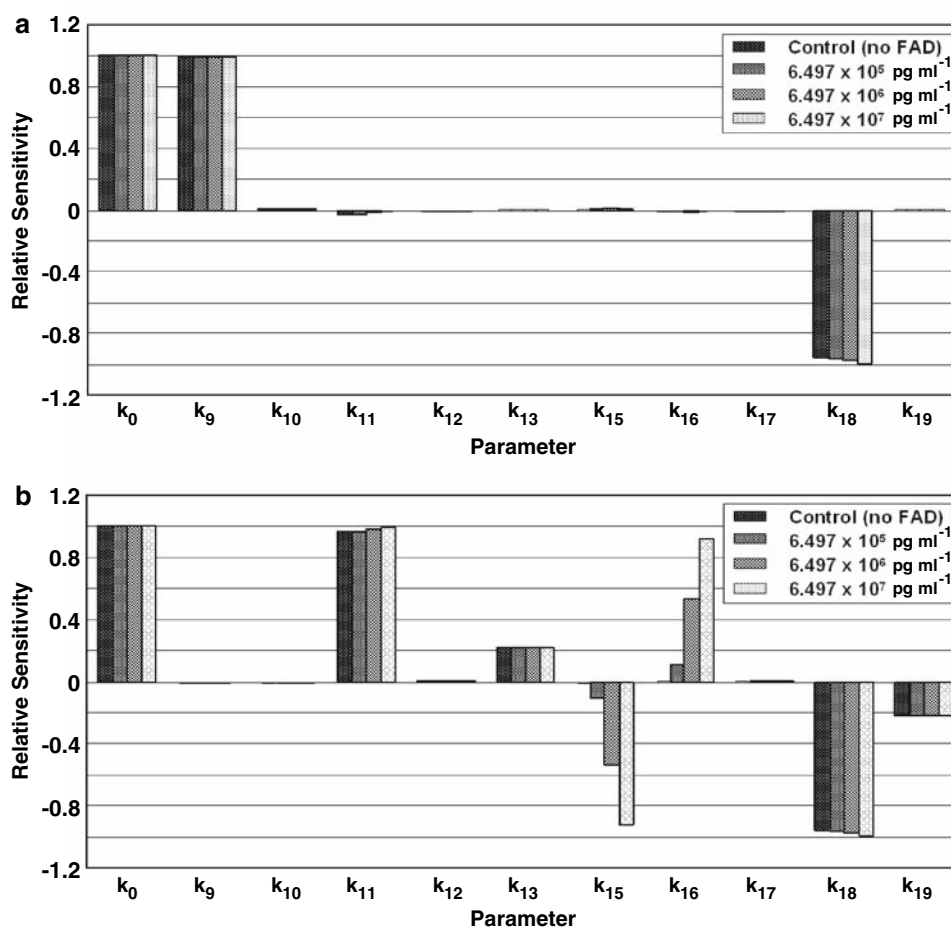 a
1.2
0.8
0.4
0
-0.4
-0.8
-1.2
Relative Sensitivity
Control (no FAD)
6.497 x 10⁵ pg ml⁻¹
6.497 x 10⁶ pg ml⁻¹
6.497 x 10⁷ pg ml⁻¹
k₀ k₉ k₁₀ k₁₁ k₁₂ k₁₃ k₁₅ k₁₆ k₁₇ k₁₈ k₁₉
Parameter
b
1.2
0.8
0.4
0
-0.4
-0.8
-1.2
Relative Sensitivity
Control (no FAD)
6.497 x 10⁵ pg ml⁻¹
6.497 x 10⁶ pg ml⁻¹
6.497 x 10⁷ pg ml⁻¹
k₀ k₉ k₁₀ k₁₁ k₁₂ k₁₃ k₁₅ k₁₆ k₁₇ k₁₈ k₁₉
Parameter